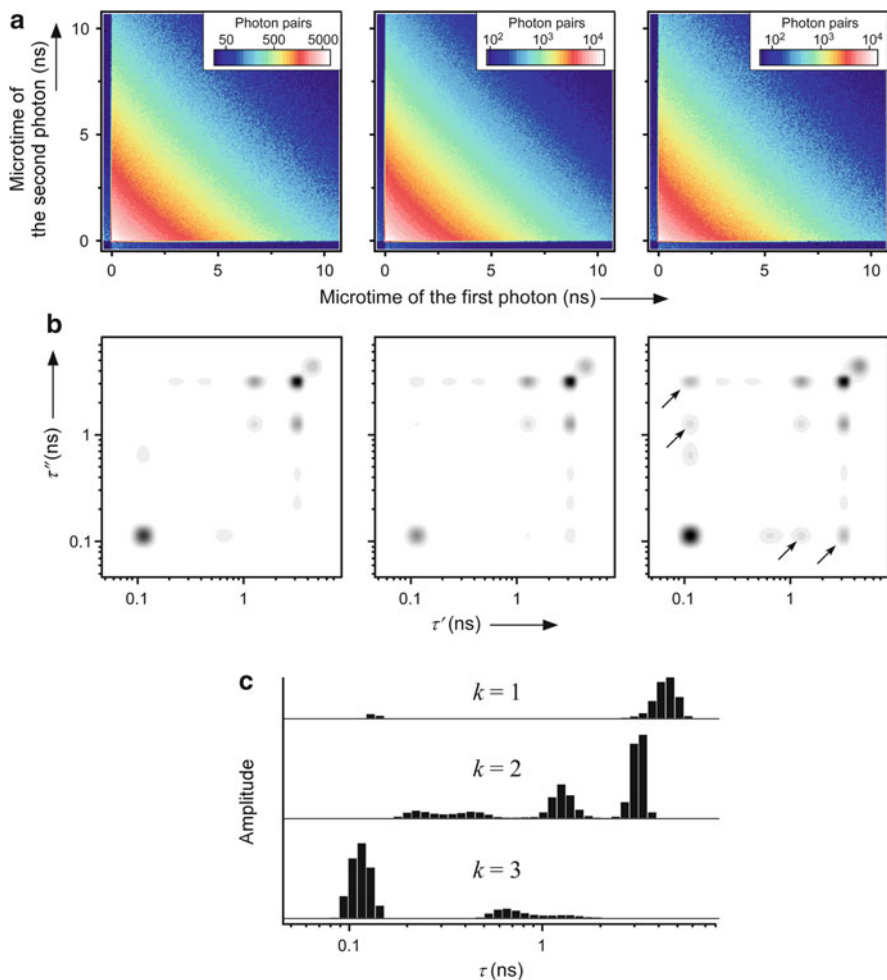 a
Photon pairs
50 500 5000
Photon pairs
10² 10³ 10⁴
Photon pairs
10² 10³ 10⁴
Microtime of
the second photon (ns)
10
5
0
0 5 10
0 5 10
0 5 10
Microtime of the first photon (ns)
b
τ″(ns)
1
0.1
0.1 1
0.1 1
0.1 1
τ′(ns)
c
Amplitude
k = 1
k = 2
k = 3
0.1 1
τ (ns)